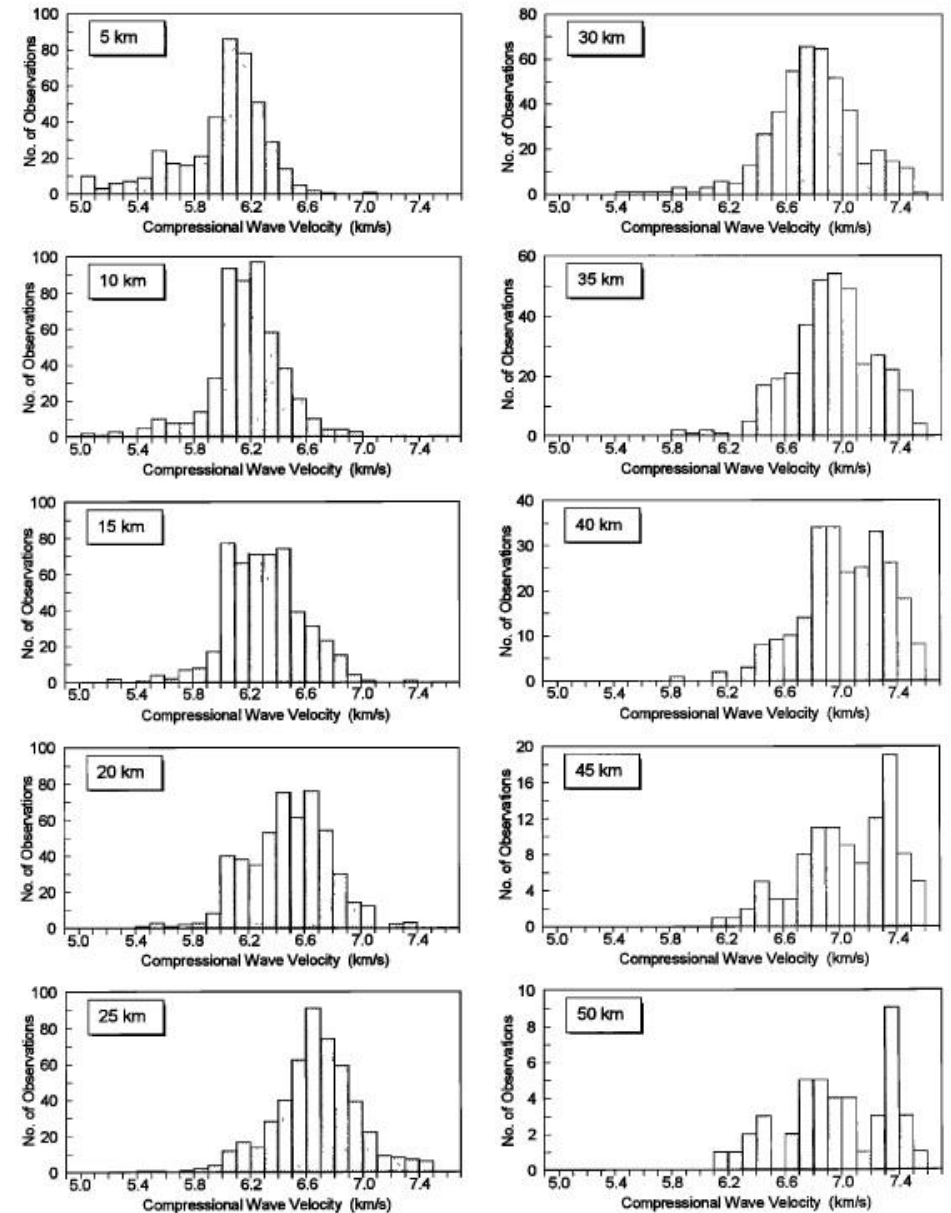 5 km
No. of Observations
100
80
60
40
20
0
5.0 5.4 5.8 6.2 6.6 7.0 7.4
Compressional Wave Velocity (km/s)
10 km
No. of Observations
100
80
60
40
20
0
5.0 5.4 5.8 6.2 6.6 7.0 7.4
Compressional Wave Velocity (km/s)
15 km
No. of Observations
100
80
60
40
20
0
5.0 5.4 5.8 6.2 6.6 7.0 7.4
Compressional Wave Velocity (km/s)
20 km
No. of Observations
100
80
60
40
20
0
5.0 5.4 5.8 6.2 6.6 7.0 7.4
Compressional Wave Velocity (km/s)
25 km
No. of Observations
100
80
60
40
20
0
5.0 5.4 5.8 6.2 6.6 7.0 7.4
Compressional Wave Velocity (km/s)
30 km
No. of Observations
80
60
40
20
0
5.0 5.4 5.8 6.2 6.6 7.0 7.4
Compressional Wave Velocity (km/s)
35 km
No. of Observations
60
40
20
0
5.0 5.4 5.8 6.2 6.6 7.0 7.4
Compressional Wave Velocity (km/s)
40 km
No. of Observations
40
30
20
10
0
5.0 5.4 5.8 6.2 6.6 7.0 7.4
Compressional Wave Velocity (km/s)
45 km
No. of Observations
20
16
12
8
4
0
5.0 5.4 5.8 6.2 6.6 7.0 7.4
Compressional Wave Velocity (km/s)
50 km
No. of Observations
10
8
6
4
2
0
5.0 5.4 5.8 6.2 6.6 7.0 7.4
Compressional Wave Velocity (km/s)